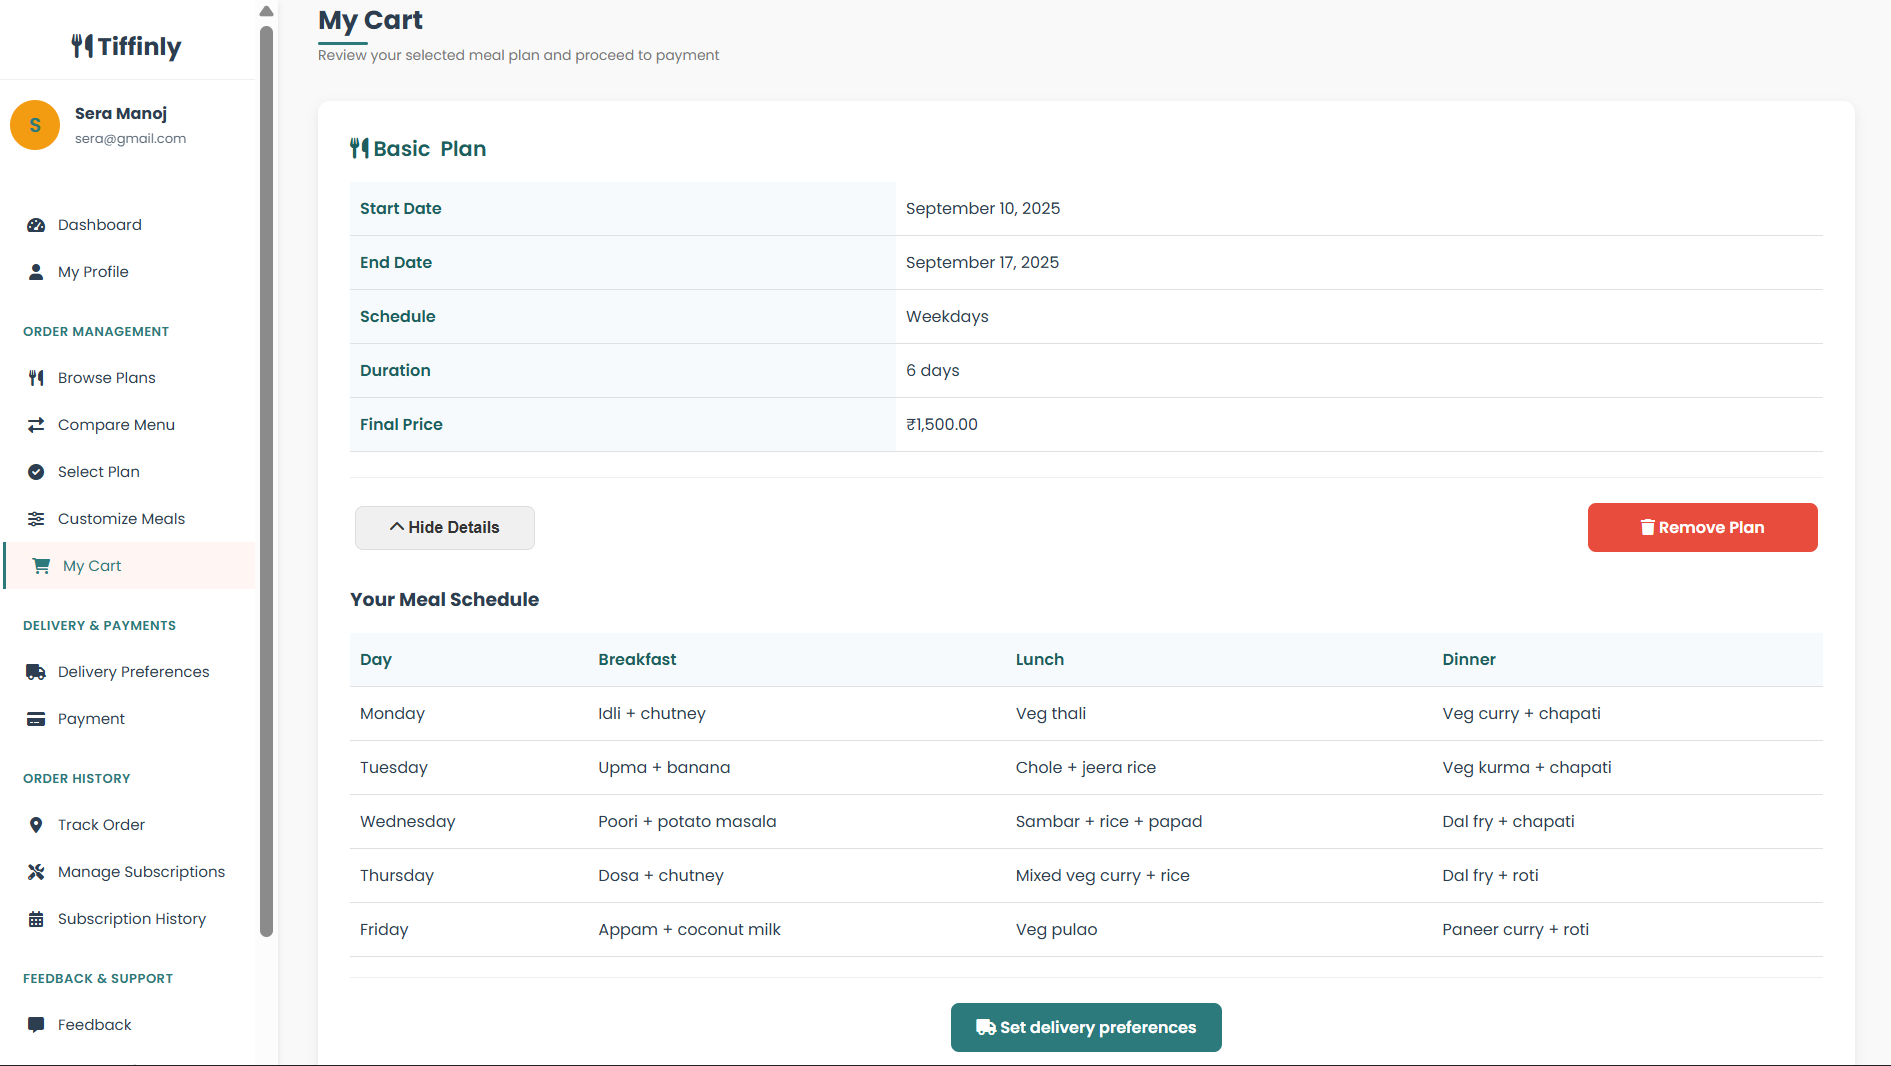 Tiffinly
S
Sera Manoj
sera@gmail.com
Dashboard
My Profile
ORDER MANAGEMENT
Browse Plans
Compare Menu
Select Plan
Customize Meals
My Cart
DELIVERY & PAYMENTS
Delivery Preferences
Payment
ORDER HISTORY
Track Order
Manage Subscriptions
Subscription History
FEEDBACK & SUPPORT
Feedback
My Cart
Review your selected meal plan and proceed to payment
Basic Plan
Start Date September 10, 2025
End Date September 17, 2025
Schedule Weekdays
Duration 6 days
Final Price ₹1,500.00
Hide Details Remove Plan
Your Meal Schedule
Day Breakfast Lunch Dinner
Monday Idli + chutney Veg thali Veg curry + chapati
Tuesday Upma + banana Chole + jeera rice Veg kurma + chapati
Wednesday Poori + potato masala Sambar + rice + papad Dal fry + chapati
Thursday Dosa + chutney Mixed veg curry + rice Dal fry + roti
Friday Appam + coconut milk Veg pulao Paneer curry + roti
Set delivery preferences